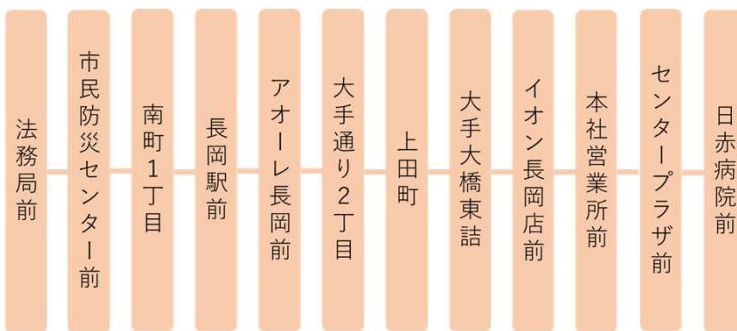 法務局前
市民防災センター前
南町1丁目
長岡駅前
アオーレ長岡前
大手通り2丁目
上田町
大手大橋東詰
イオン長岡店前
本社営業所前
センタープラザ前
日赤病院前